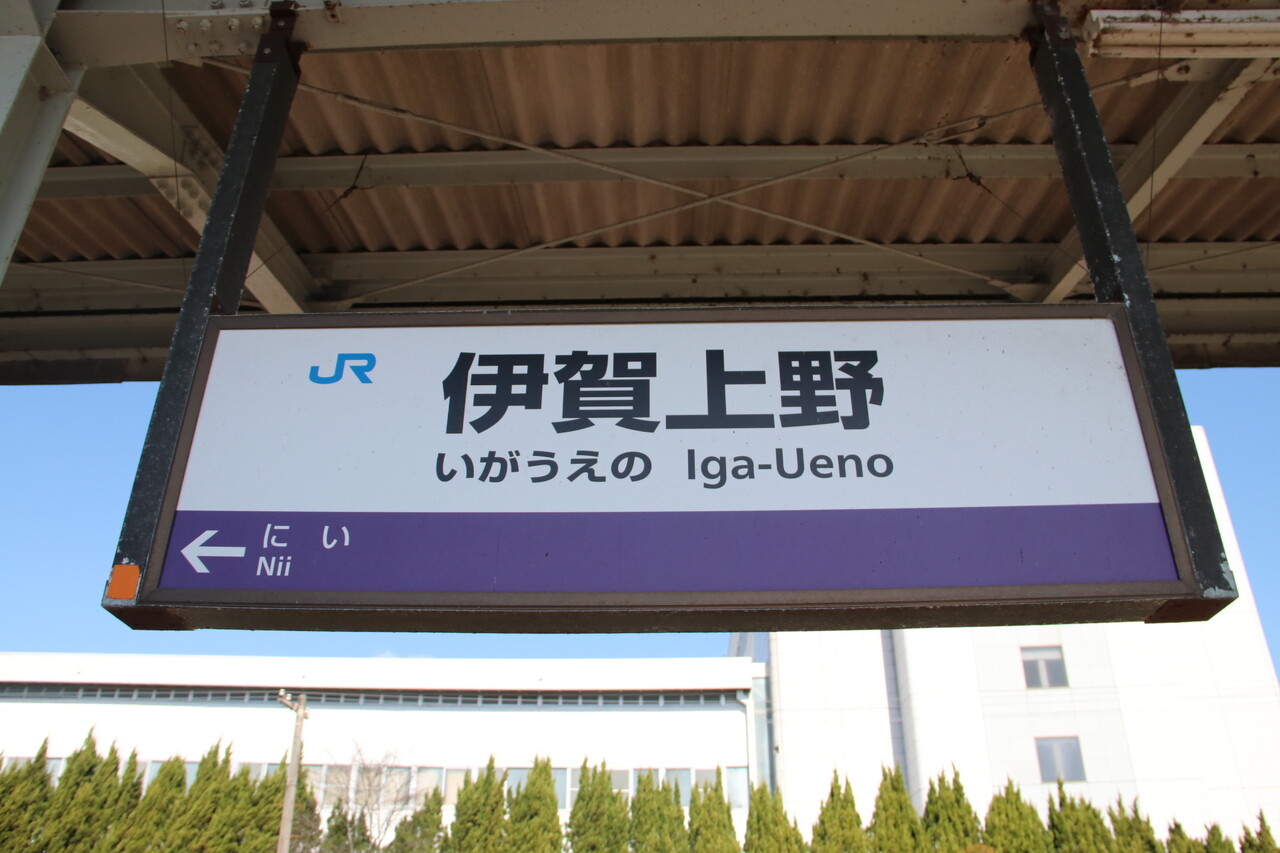 JR
伊賀上野
いがうえの Iga-Ueno
← にい
Nii